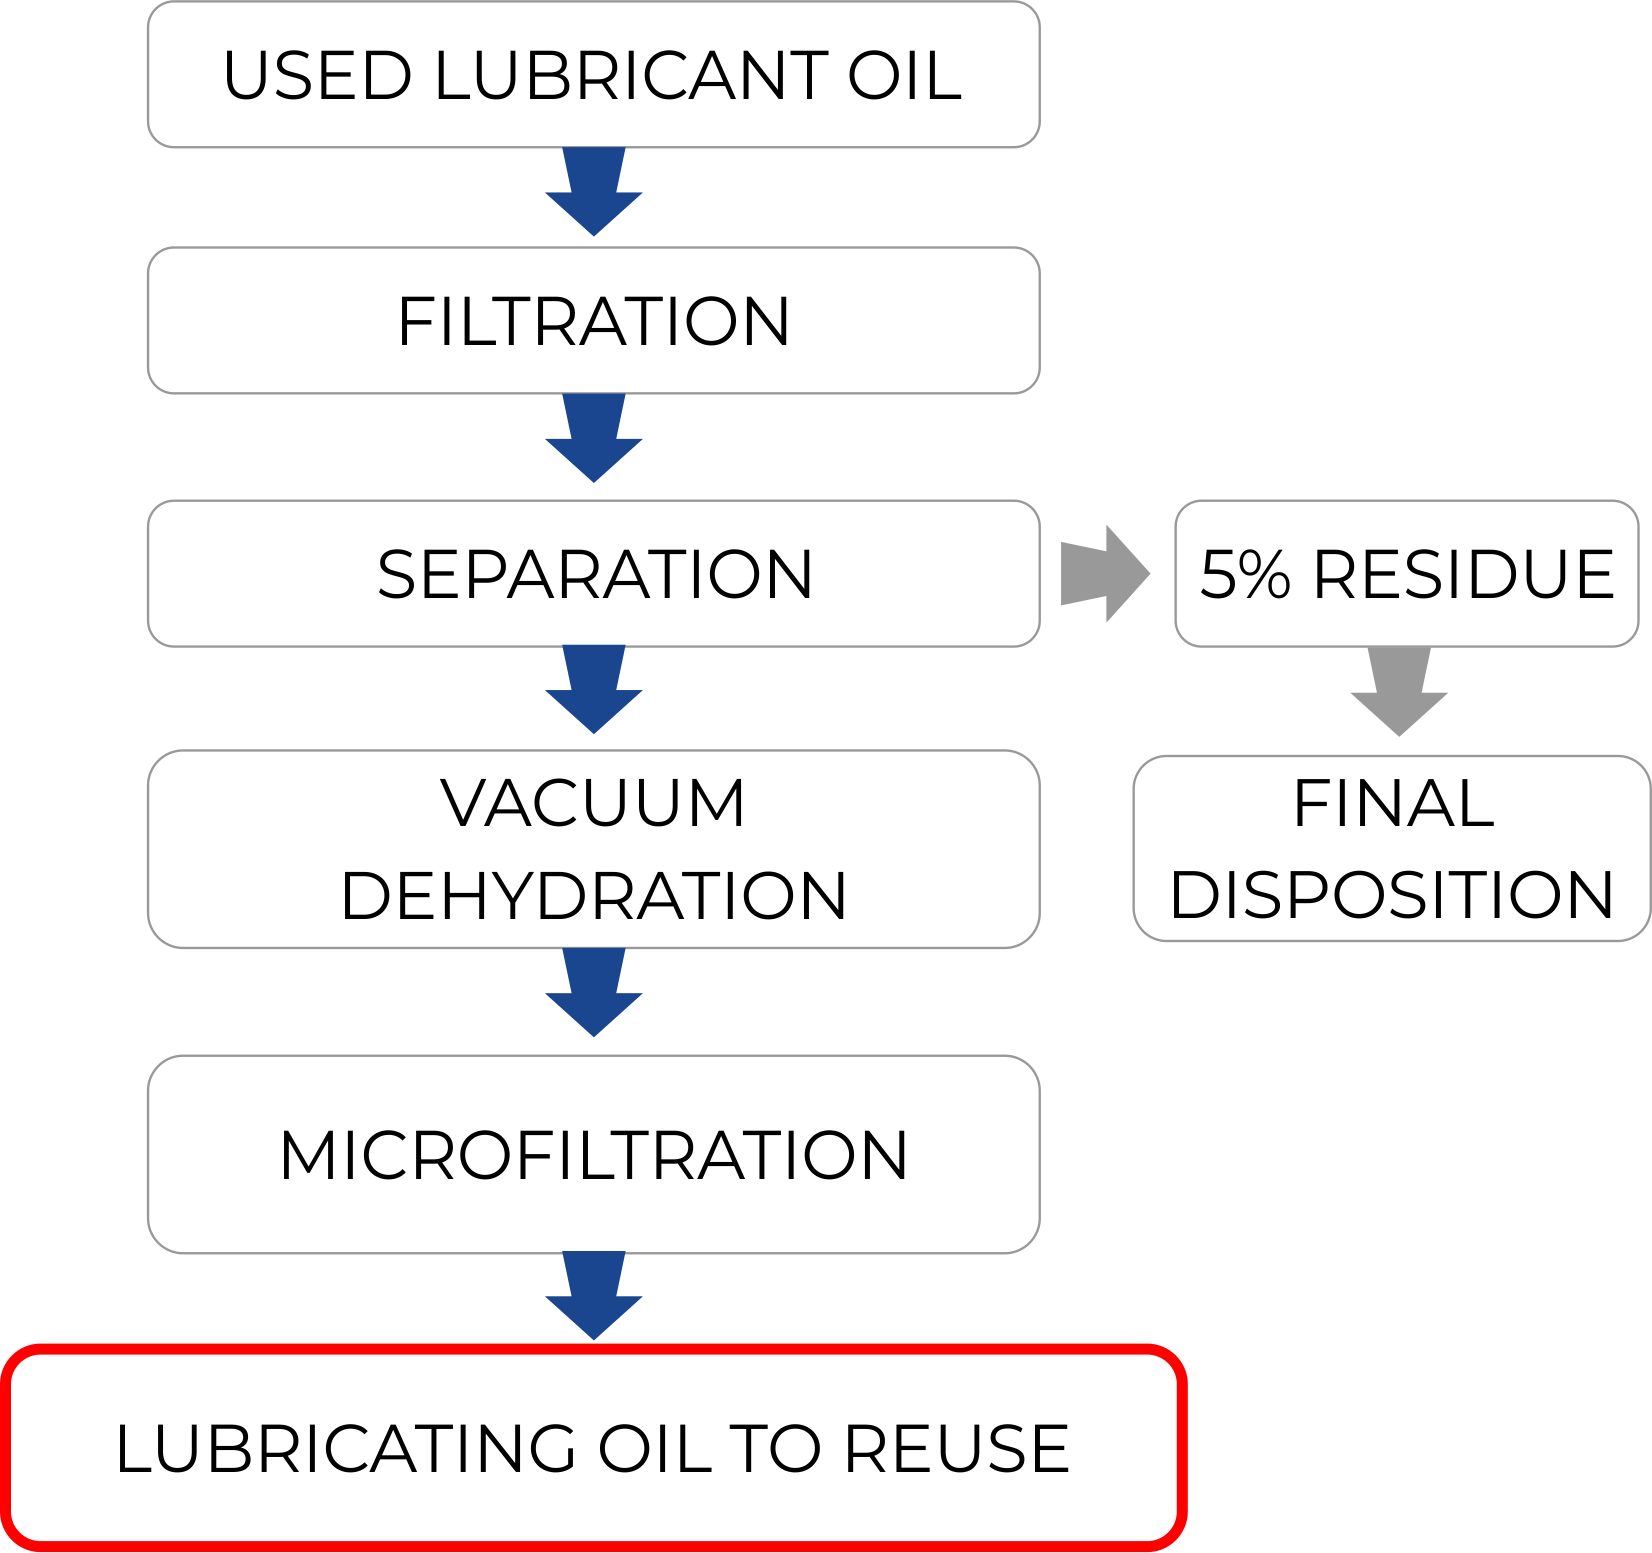 USED LUBRICANT OIL
FILTRATION
SEPARATION
5% RESIDUE
VACUUM
DEHYDRATION
FINAL
DISPOSITION
MICROFILTRATION
LUBRICATING OIL TO REUSE